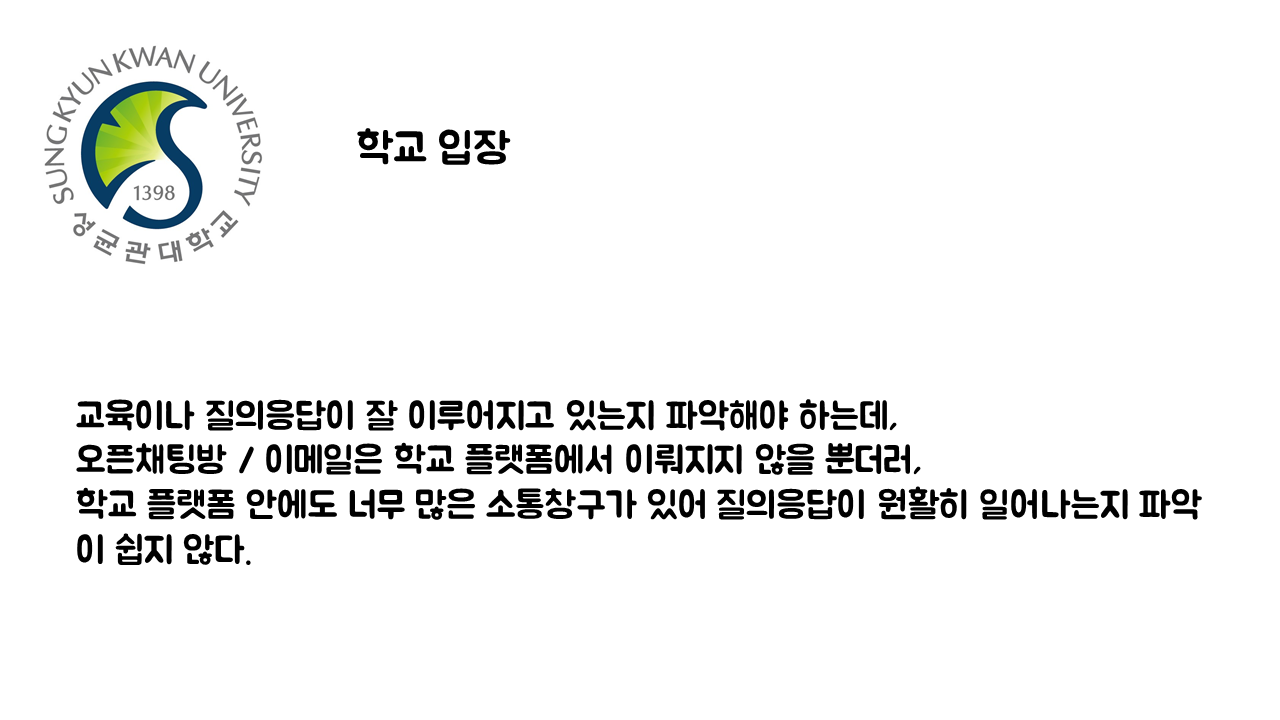 SUNGKYUNKWAN UNIVERSITY
1398
성균관대학교
학교 입장
교육이나 질의응답이 잘 이루어지고 있는지 파악해야 하는데,
오픈채팅방 / 이메일은 학교 플랫폼에서 이뤄지지 않을 뿐더러,
학교 플랫폼 안에도 너무 많은 소통창구가 있어 질의응답이 원활히 일어나는지 파악
이 쉽지 않다.